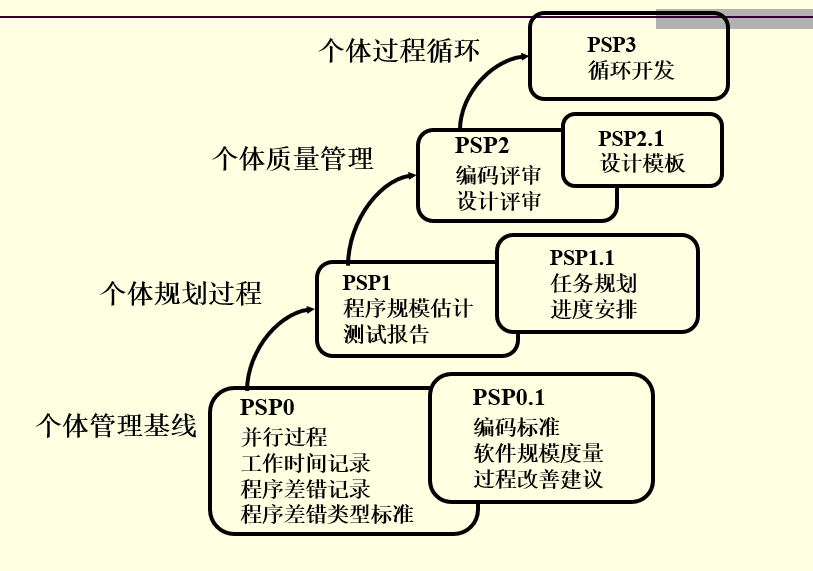 个体过程循环
PSP3
循环开发
个体质量管理
PSP2
编码评审
设计评审
PSP2.1
设计模板
个体规划过程
PSP1
程序规模估计
测试报告
PSP1.1
任务规划
进度安排
个体管理基线
PSP0
并行过程
工作时间记录
程序差错记录
程序差错类型标准
PSP0.1
编码标准
软件规模度量
过程改善建议